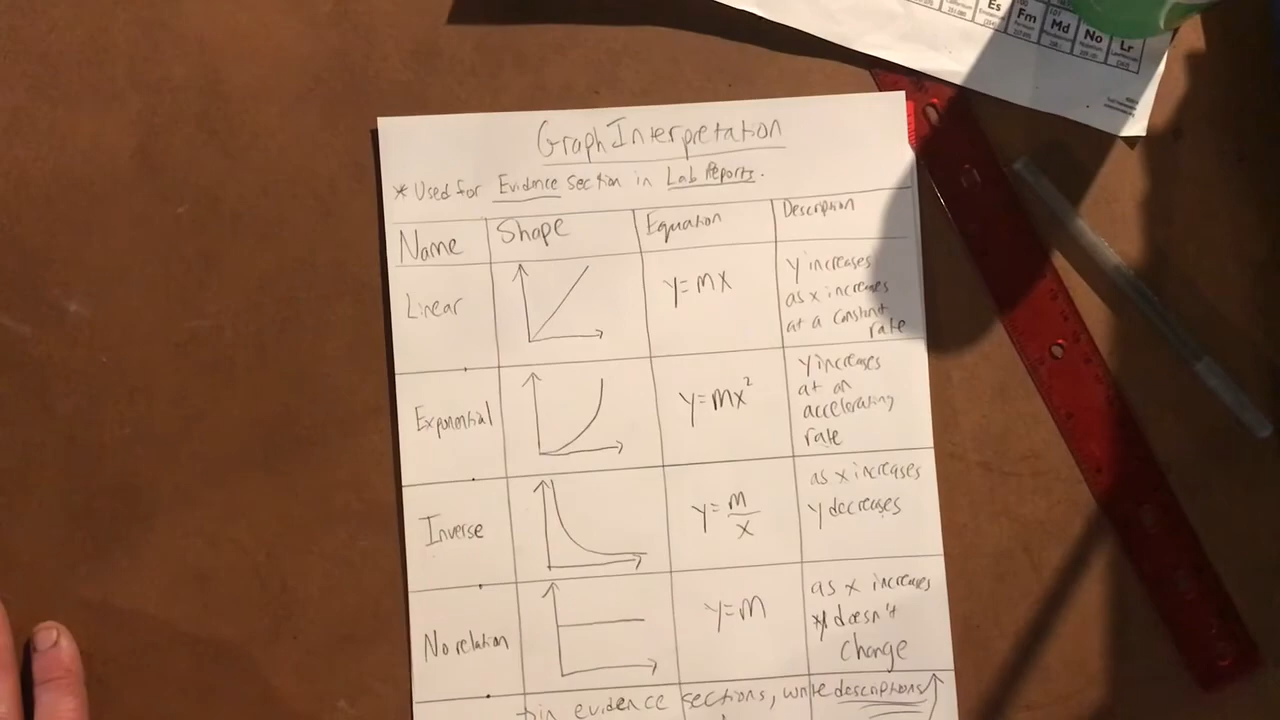 Es
Fm
Md
No
Lr
Graph Interpretation
* Used for Evidence section in Lab Reports.
Name Shape Equation Description
Linear y=mx y increases
as x increases
at a constant
rate
Exponential y=mx² y increases
at an
accelerating
rate
Inverse y=m/x as x increases
y decreases
No relation y=m as x increases
y doesn't
change
in evidence sections, write descriptions